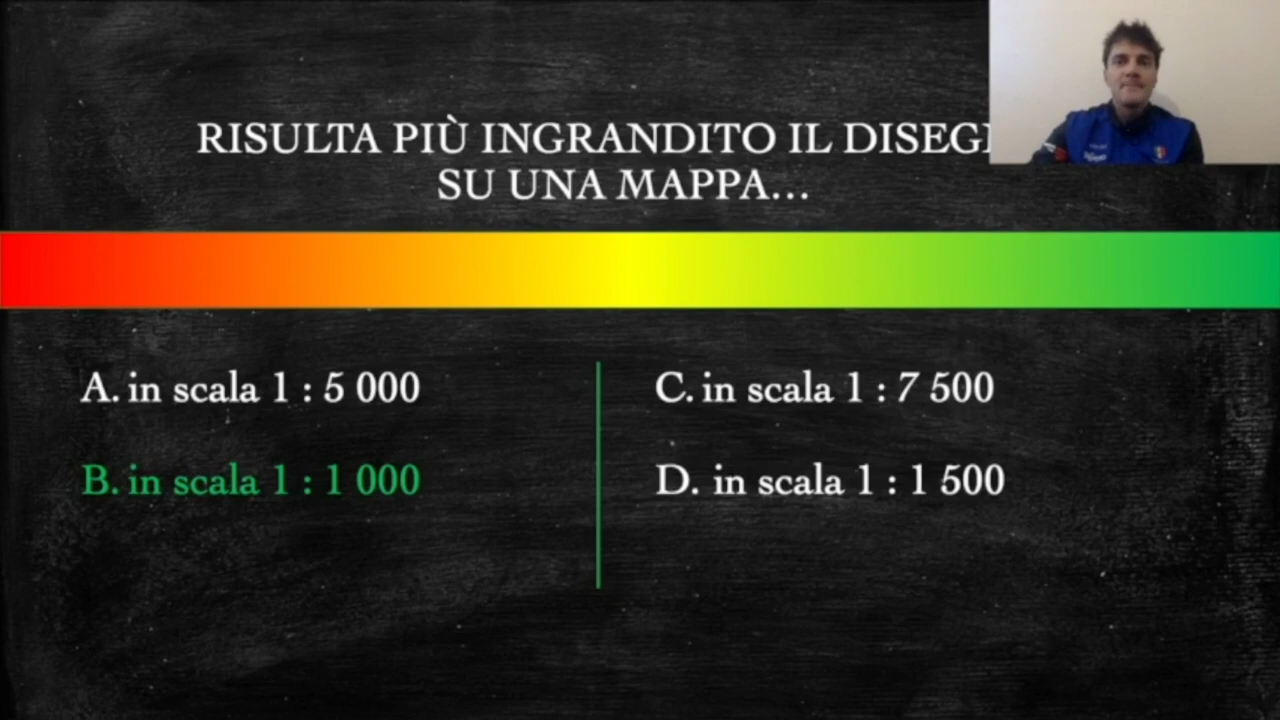 RISULTA PIÙ INGRANDITO IL
SU UNA MAPPA...
A. in scala 1 : 5 000
B. in scala 1 : 1 000
C. in scala 1 : 7 500
D. in scala 1 : 1 500